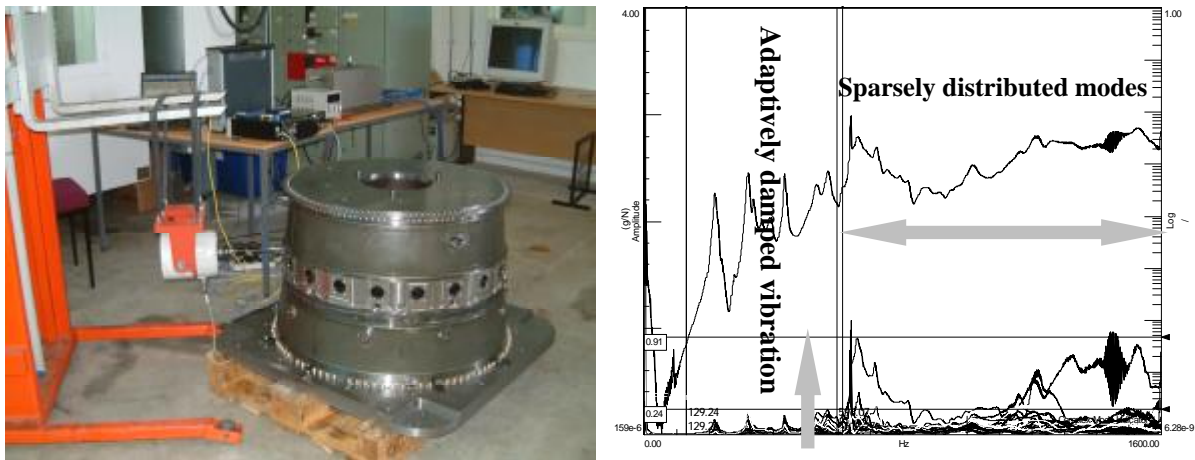 4.00
1.00
Adaptively damped vibration
Sparsely distributed modes
(g/N)
Amplitude
Log
/
0.91
0.24
129.24
159e-6
6.28e-9
0.00
Hz
1600.00